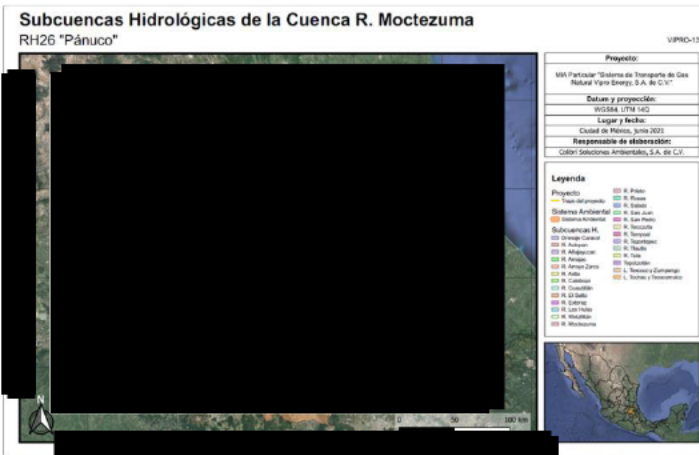 Subcuencas Hidrológicas de la Cuenca R. Moctezuma
RH26 "Pánuco"
VIPRO-13
Proyecto:
MIA Particular "Sistema de Transporte de Gas
Natural Vipro Energy, S.A. de C.V."
Datum y proyección:
WGS84, UTM 14Q
Lugar y fecha:
Ciudad de México, junio 2021
Responsable de elaboración:
Colibrí Soluciones Ambientales, S.A. de C.V.
Leyenda
Proyecto
Trazo del proyecto
Sistema Ambiental
Sistema Ambiental
Subcuencas H.
Drenaje Caracol
R. Actopan
R. Alfajayucan
R. Amajac
R. Arroyo Zarco
R. Axtla
R. Calabozo
R. Cuautitlán
R. El Salto
R. Extoraz
R. Los Hules
R. Metztitlán
R. Moctezuma
R. Prieto
R. Rosas
R. Salado
R. San Juan
R. San Pedro
R. Tecozutla
R. Tempoal
R. Tepotzotlán
R. Tlautla
R. Tula
Tepotzotlán
L. Texcoco y Zumpango
L. Tochac y Tecocomulco
N
0 50 100 km